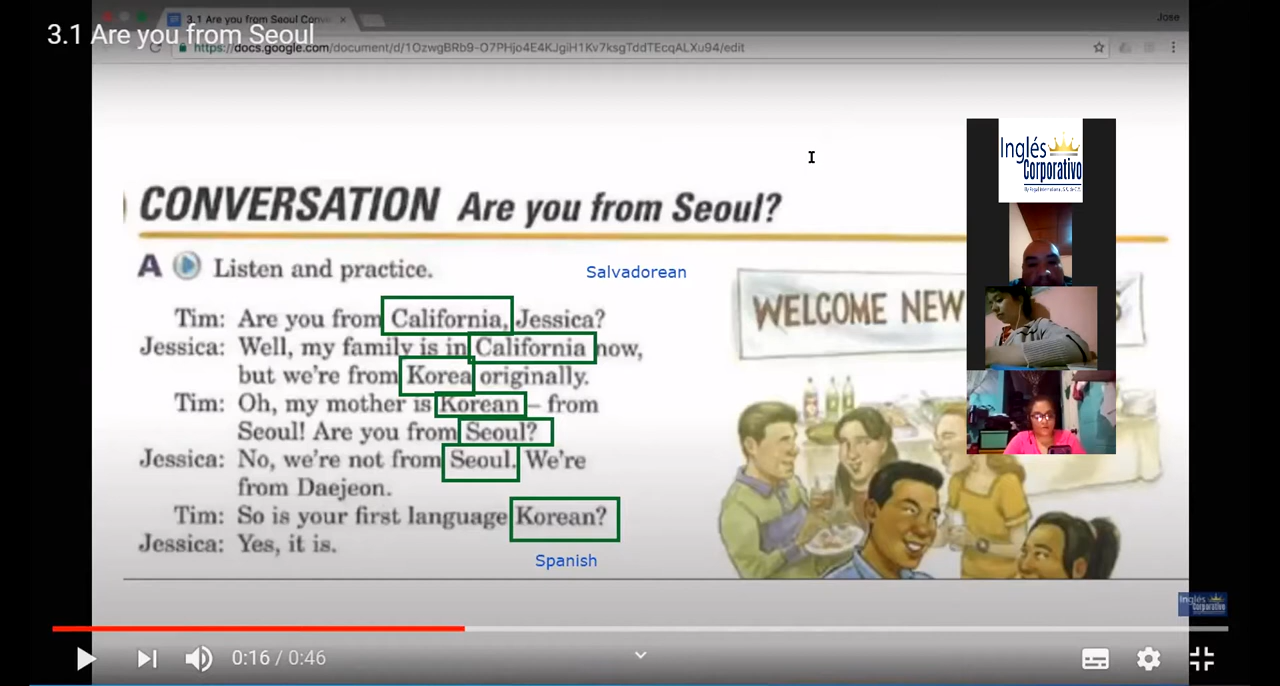 3.1 Are you from Seoul Conv
Jose
3.1 Are you from Seoul
https://docs.google.com/document/d/1OzwgBRb9-O7PHjo4E4KJgiH1Kv7ksgTddTEcqALXu94/edit
Inglés
Corporativo
CONVERSATION Are you from Seoul?
A Listen and practice.
Salvadorean
WELCOME NEW
Tim: Are you from California, Jessica?
Jessica: Well, my family is in California now,
but we're from Korea originally.
Tim: Oh, my mother is Korean – from
Seoul! Are you from Seoul?
Jessica: No, we're not from Seoul. We're
from Daejeon.
Tim: So is your first language Korean?
Jessica: Yes, it is.
Spanish
Inglés
Corporativo
0:16 / 0:46